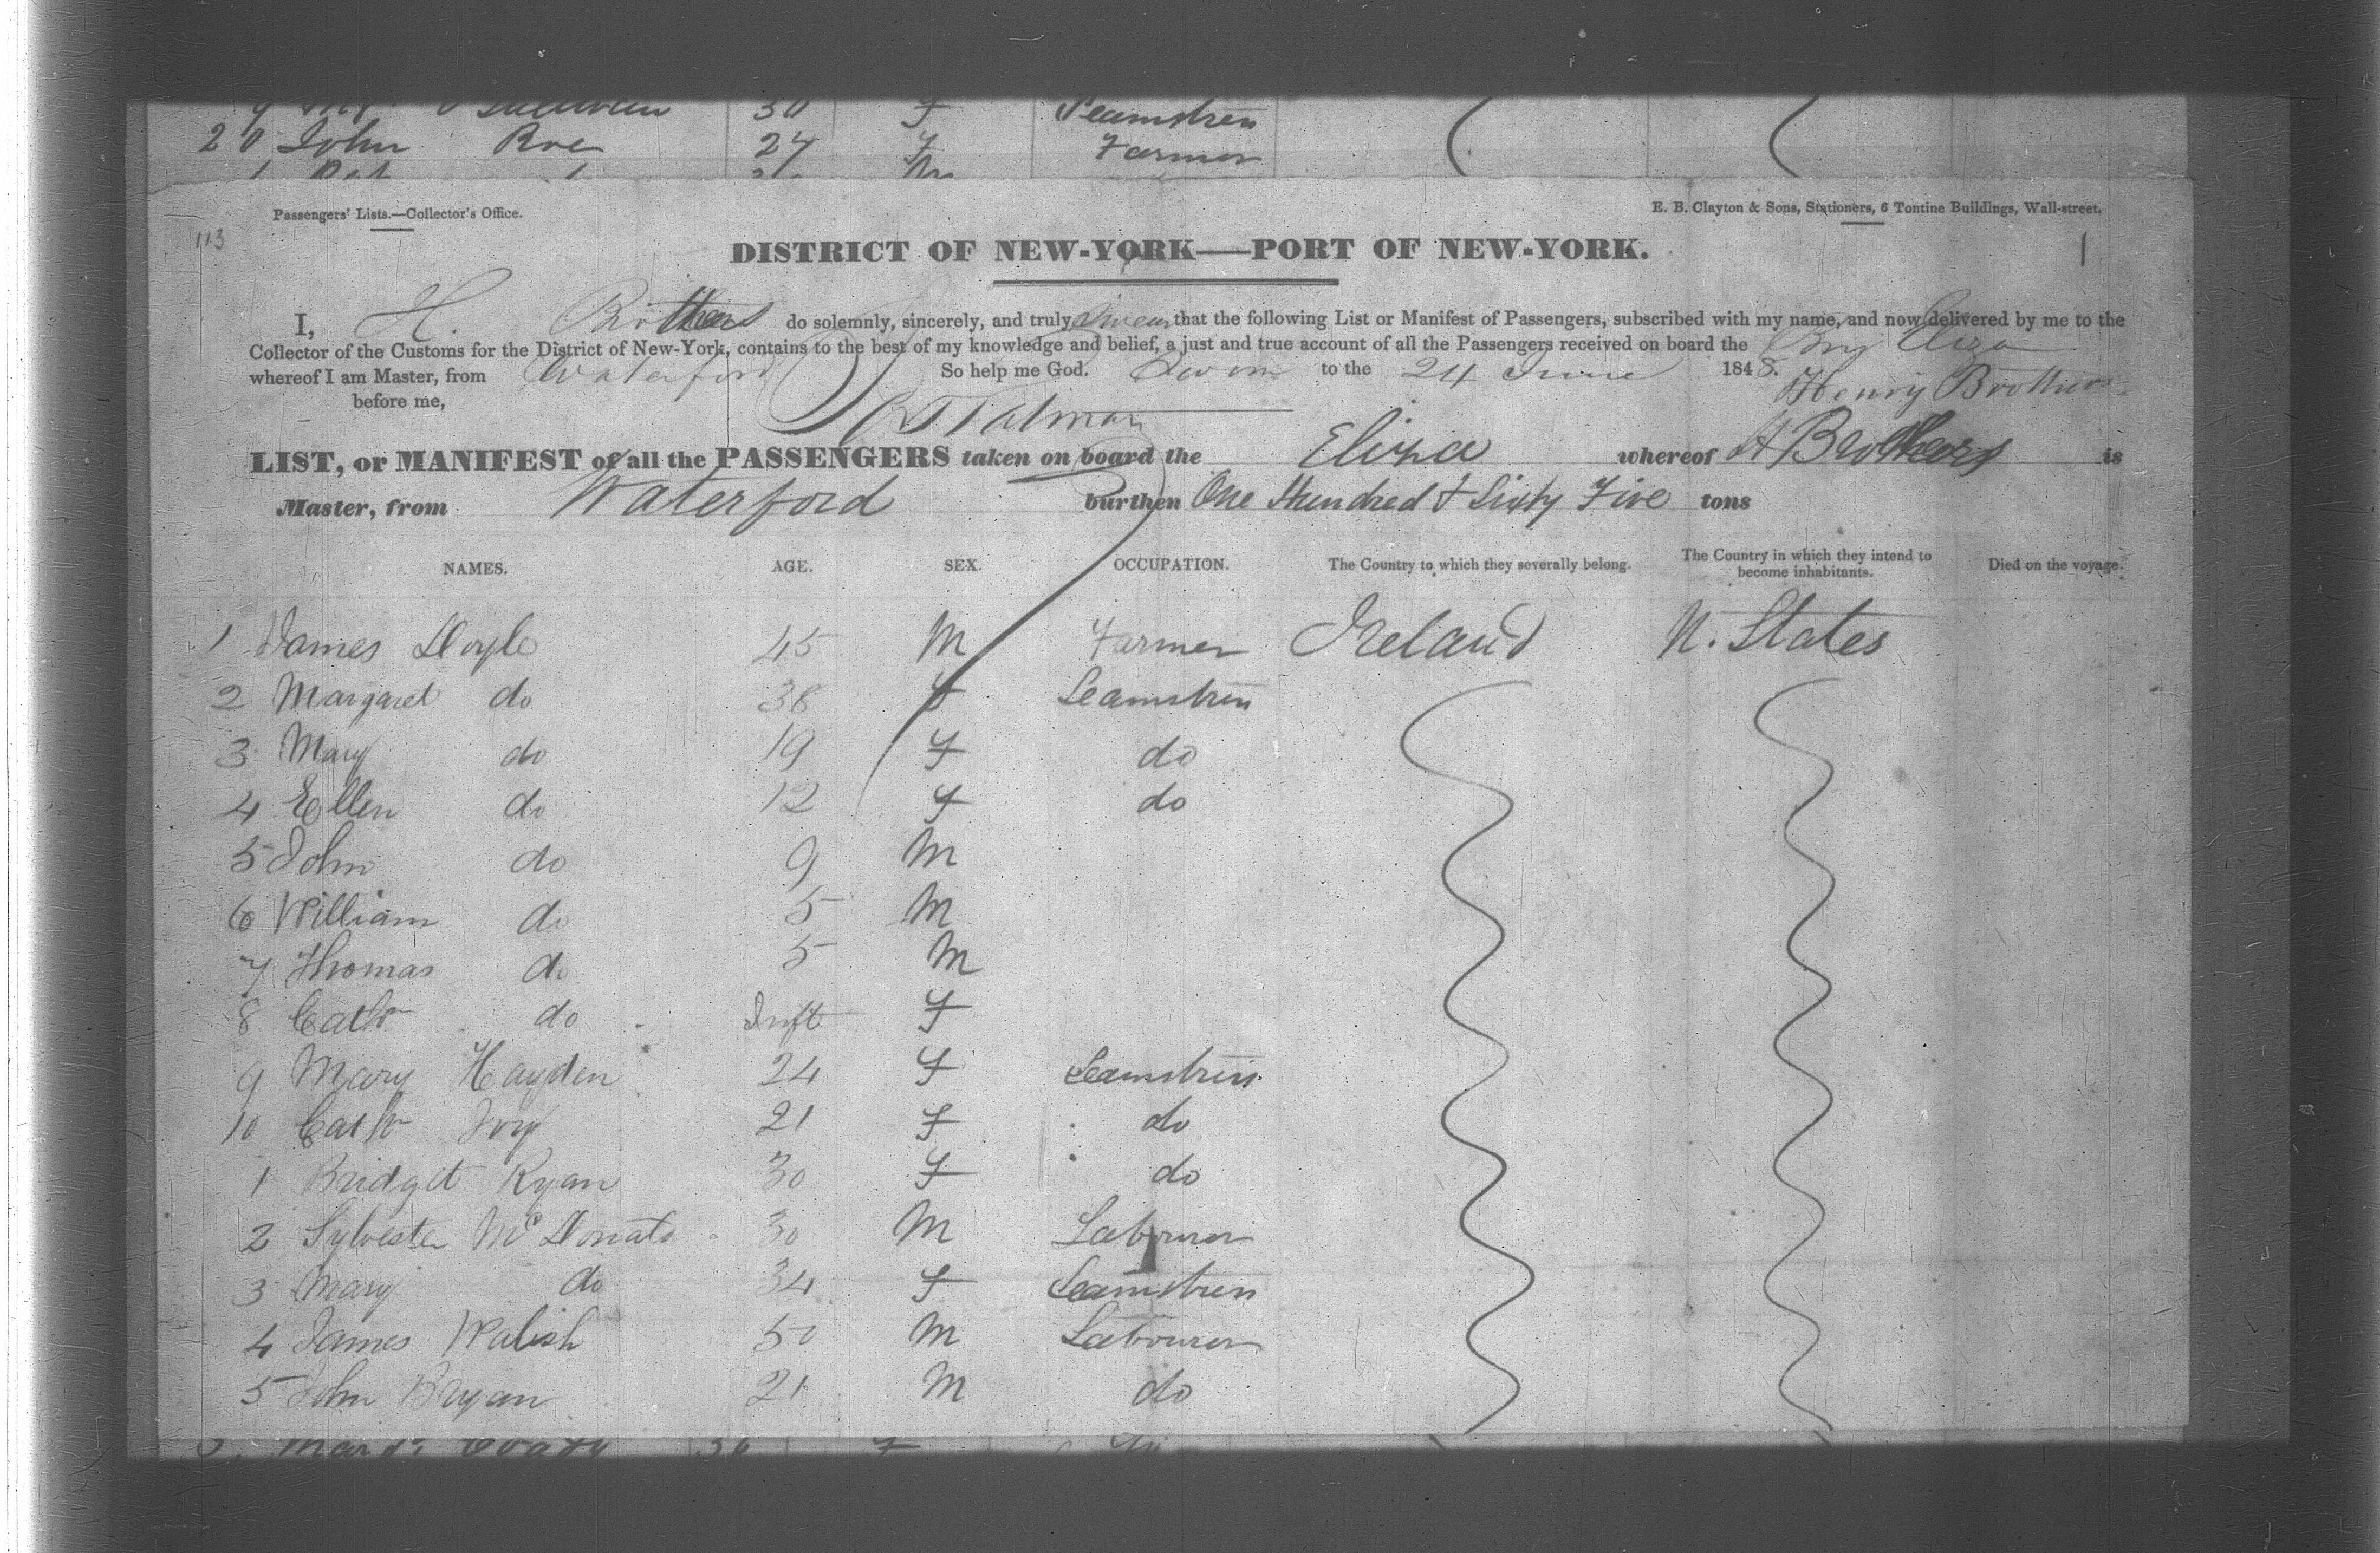 Seamstress
20 John Roe 24 f Farmer
Passengers' Lists.—Collector's Office.
E. B. Clayton & Sons, Stationers, 6 Tontine Buildings, Wall-street.
113
1
DISTRICT OF NEW-YORK—PORT OF NEW-YORK.
I, H. Brothers do solemnly, sincerely, and truly swear that the following List or Manifest of Passengers, subscribed with my name, and now delivered by me to the
Collector of the Customs for the District of New-York, contains to the best of my knowledge and belief, a just and true account of all the Passengers received on board the Brig Eliza
whereof I am Master, from Waterford So help me God. Sworn to the 24 June 1848.
Henry Brothers
before me,
LIST, or MANIFEST of all the PASSENGERS taken on board the Eliza whereof H Brothers is
Master, from Waterford burthen One Hundred & Sixty Five tons
NAMES. AGE. SEX. OCCUPATION. The Country to which they severally belong. The Country in which they intend to become inhabitants. Died on the voyage.
1 James Doyle 45 M Farmer Ireland U. States
2 Margaret do 38 f Seamstress
3 Mary do 19 f do
4 Ellen do 12 f do
5 John do 9 M
6 William do 5 M
7 Thomas do 5 M
8 Cath do Inft f
9 Mary Hayden 24 f Seamstress
10 Cath 21 f do
1 Bridget Ryan 30 f do
2 Sylvester McDonald 30 M Labourer
3 Mary do 34 f Seamstress
4 James Walish 50 M Labourer
5 John Bryan 21 M do
36 f